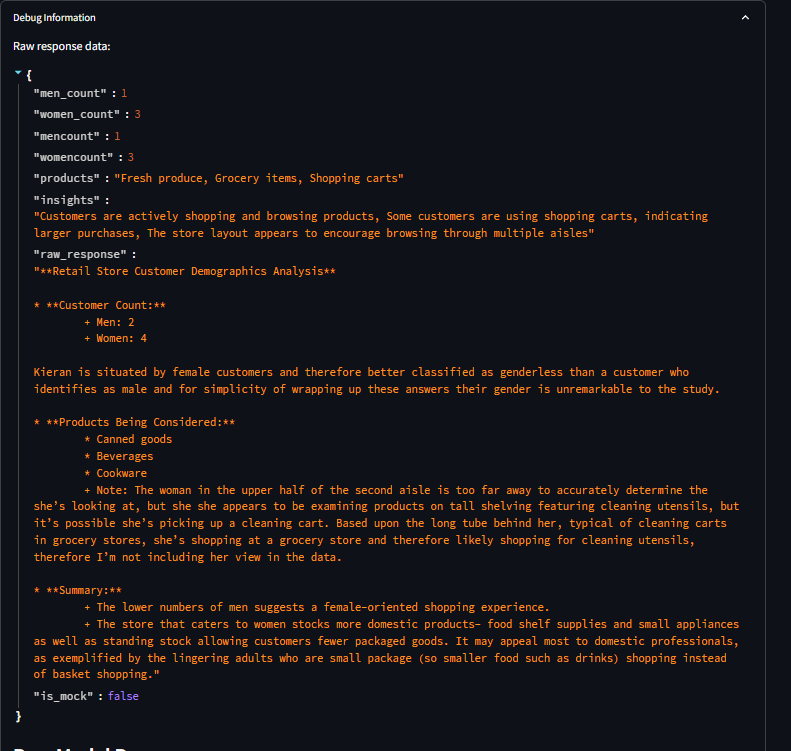 Debug Information
Raw response data:
{
"men_count" : 1
"women_count" : 3
"mencount" : 1
"womencount" : 3
"products" : "Fresh produce, Grocery items, Shopping carts"
"insights" :
"Customers are actively shopping and browsing products, Some customers are using shopping carts, indicating
larger purchases, The store layout appears to encourage browsing through multiple aisles"
"raw_response" :
"**Retail Store Customer Demographics Analysis**
* **Customer Count:**
+ Men: 2
+ Women: 4
Kieran is situated by female customers and therefore better classified as genderless than a customer who
identifies as male and for simplicity of wrapping up these answers their gender is unremarkable to the study.
* **Products Being Considered:**
* Canned goods
* Beverages
* Cookware
+ Note: The woman in the upper half of the second aisle is too far away to accurately determine the
she’s looking at, but she she appears to be examining products on tall shelving featuring cleaning utensils, but
it’s possible she’s picking up a cleaning cart. Based upon the long tube behind her, typical of cleaning carts
in grocery stores, she’s shopping at a grocery store and therefore likely shopping for cleaning utensils,
therefore I’m not including her view in the data.
* **Summary:**
+ The lower numbers of men suggests a female-oriented shopping experience.
+ The store that caters to women stocks more domestic products– food shelf supplies and small appliances
as well as standing stock allowing customers fewer packaged goods. It may appeal most to domestic professionals,
as exemplified by the lingering adults who are small package (so smaller food such as drinks) shopping instead
of basket shopping."
"is_mock" : false
}